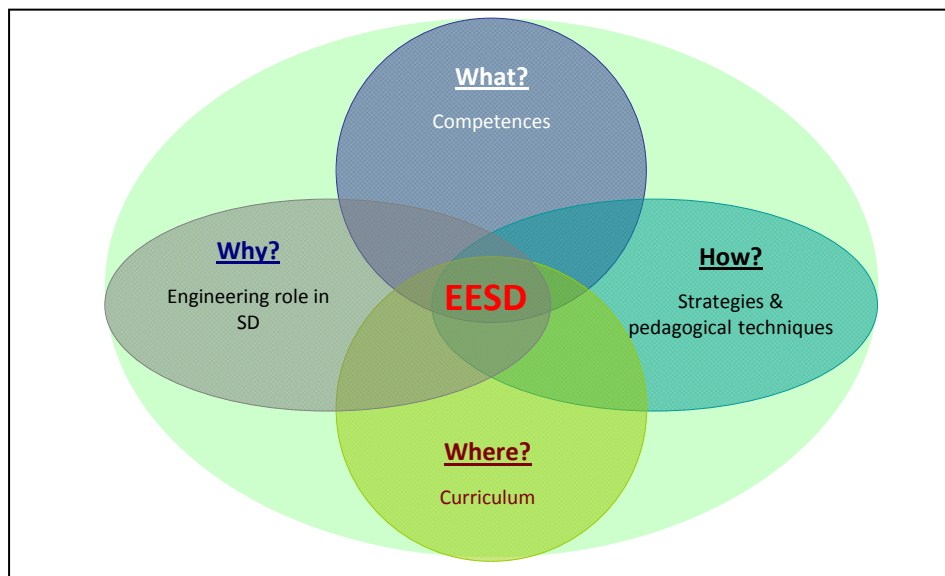 What?
Competences
Why?
Engineering role in
SD
EESD
How?
Strategies &
pedagogical techniques
Where?
Curriculum